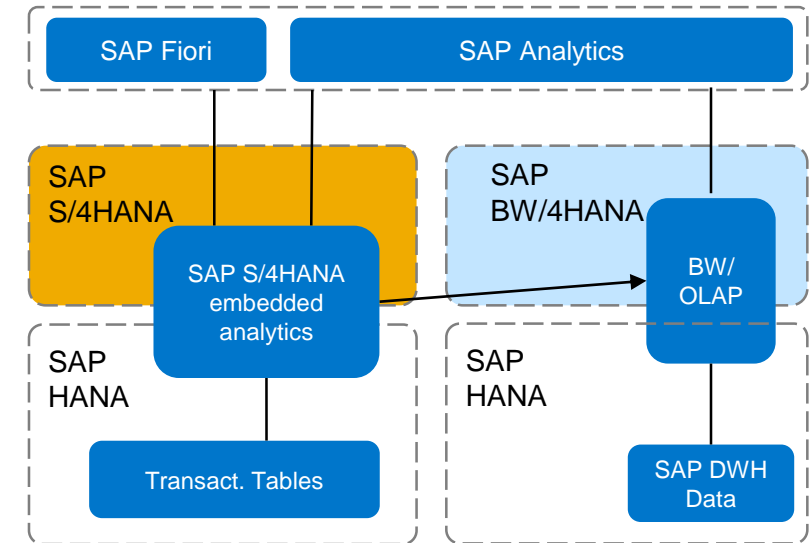 SAP Fiori
SAP Analytics
SAP
S/4HANA
SAP
BW/4HANA
SAP S/4HANA
embedded
analytics
BW/
OLAP
SAP
HANA
SAP
HANA
Transact. Tables
SAP DWH
Data